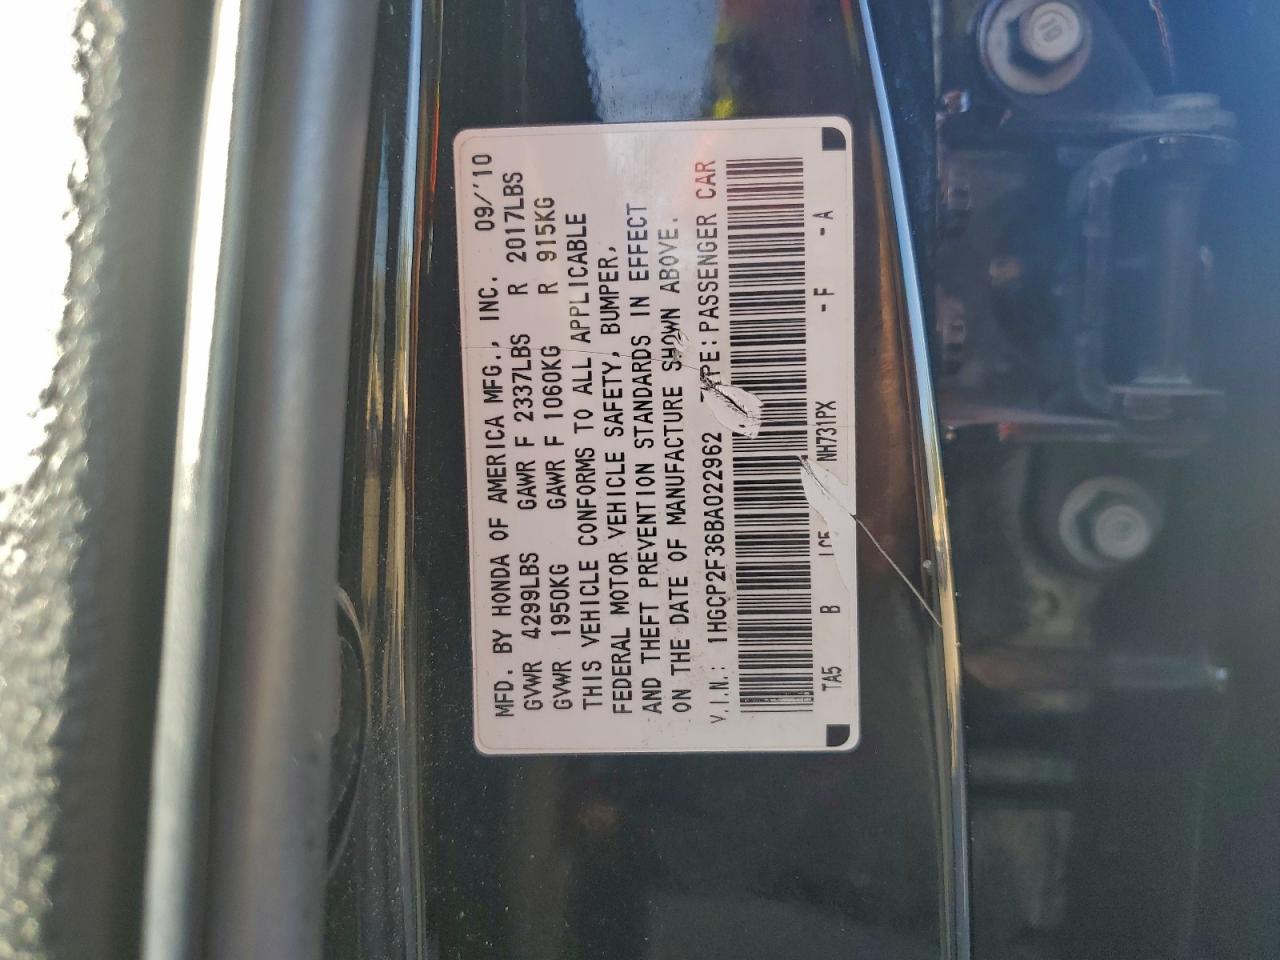 MFD. BY HONDA OF AMERICA MFG., INC. 09/'10
GVWR 4299LBS GAWR F 2337LBS R 2017LBS
GVWR 1950KG GAWR F 1060KG R 915KG
THIS VEHICLE CONFORMS TO ALL APPLICABLE
FEDERAL MOTOR VEHICLE SAFETY, BUMPER,
AND THEFT PREVENTION STANDARDS IN EFFECT
ON THE DATE OF MANUFACTURE SHOWN ABOVE.
V.I.N.: 1HGCP2F36BA022962 TYPE: PASSENGER CAR
TA5 B NH731PX - F - A